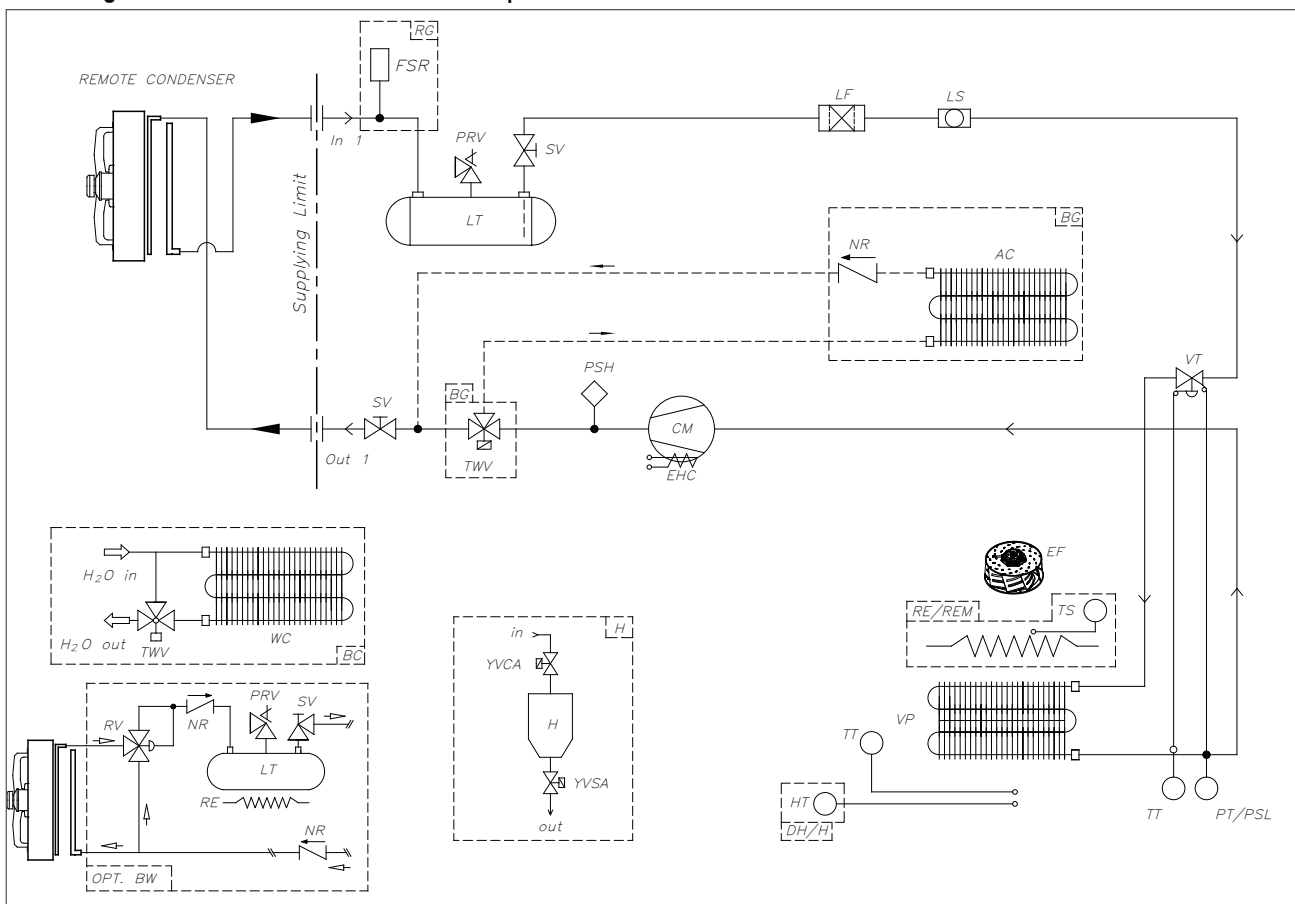 RG
FSR
REMOTE CONDENSER
LF
LS
In 1
PRV
SV
LT
Supplying Limit
BG
NR
AC
VT
PSH
BG
SV
CM
Out 1
TWV
EHC
EF
H₂O in
RE/REM
TS
H
in
H₂O out
WC
YVCA
TWV
BC
PRV
SV
RV
NR
H
VP
TT
LT
YVSA
RE
HT
NR
out
DH/H
TT
PT/PSL
OPT. BW